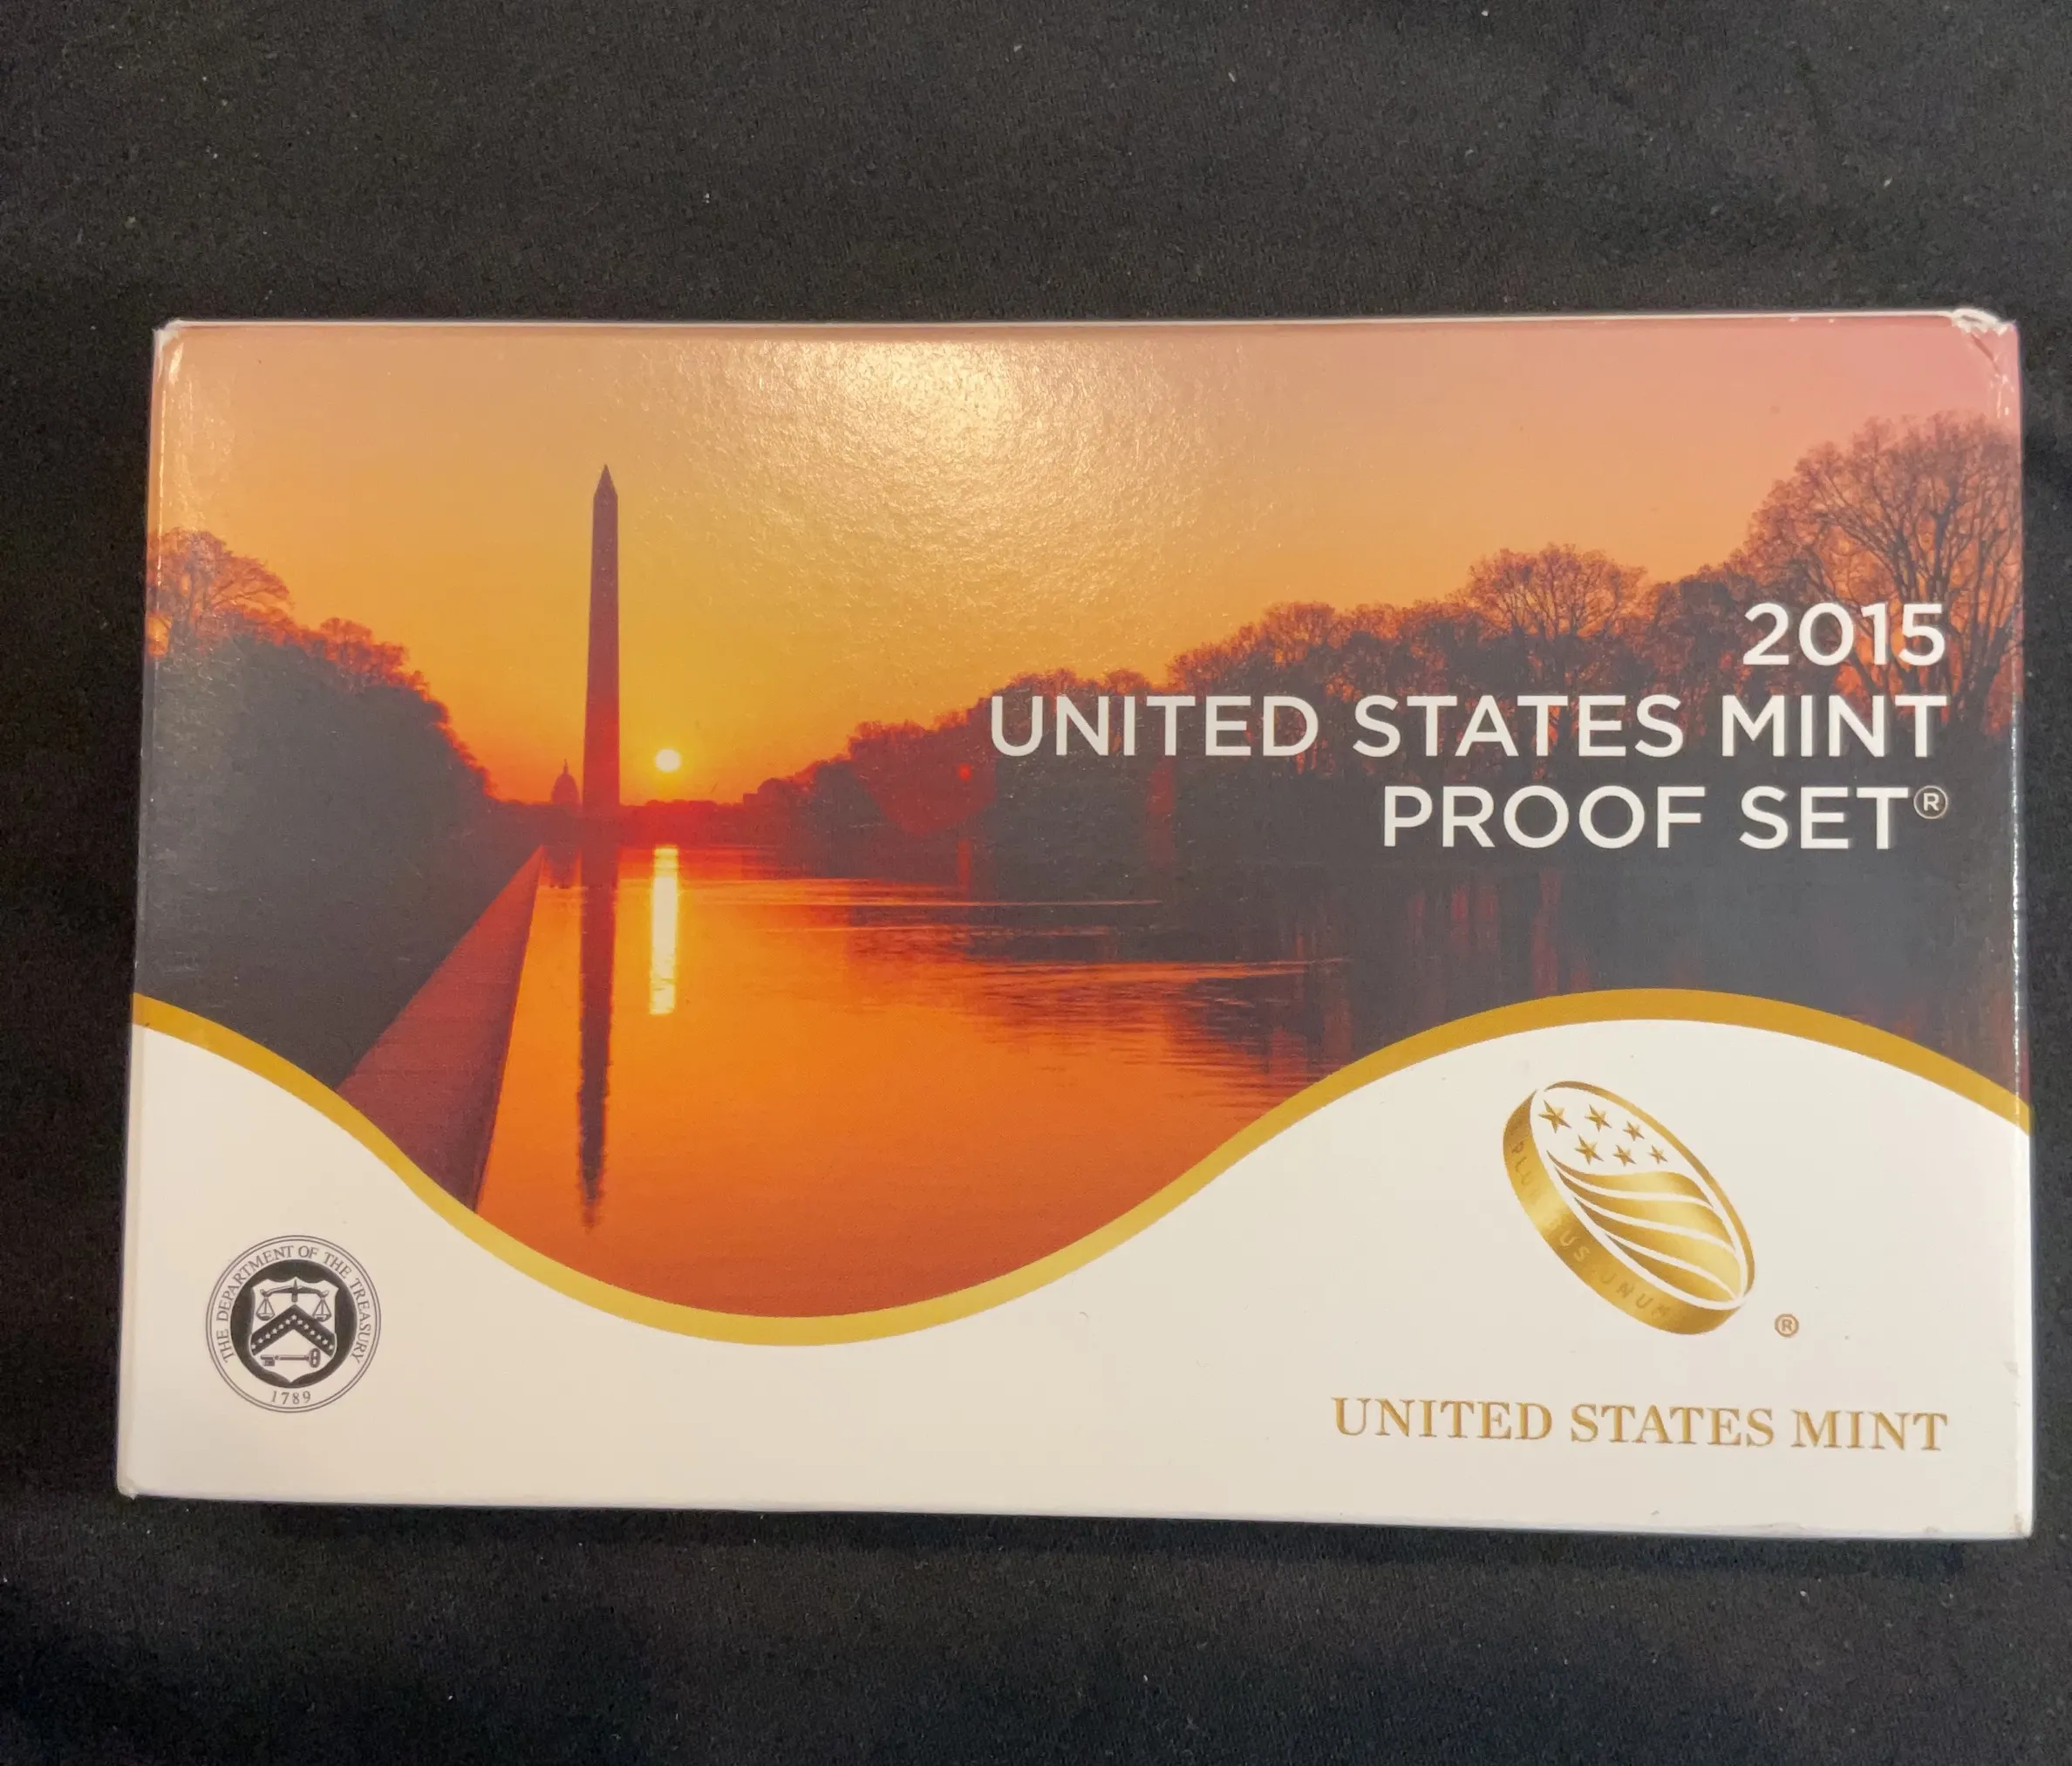 2015
UNITED STATES MINT
PROOF SET®
THE DEPARTMENT OF THE TREASURY
1789
®
UNITED STATES MINT